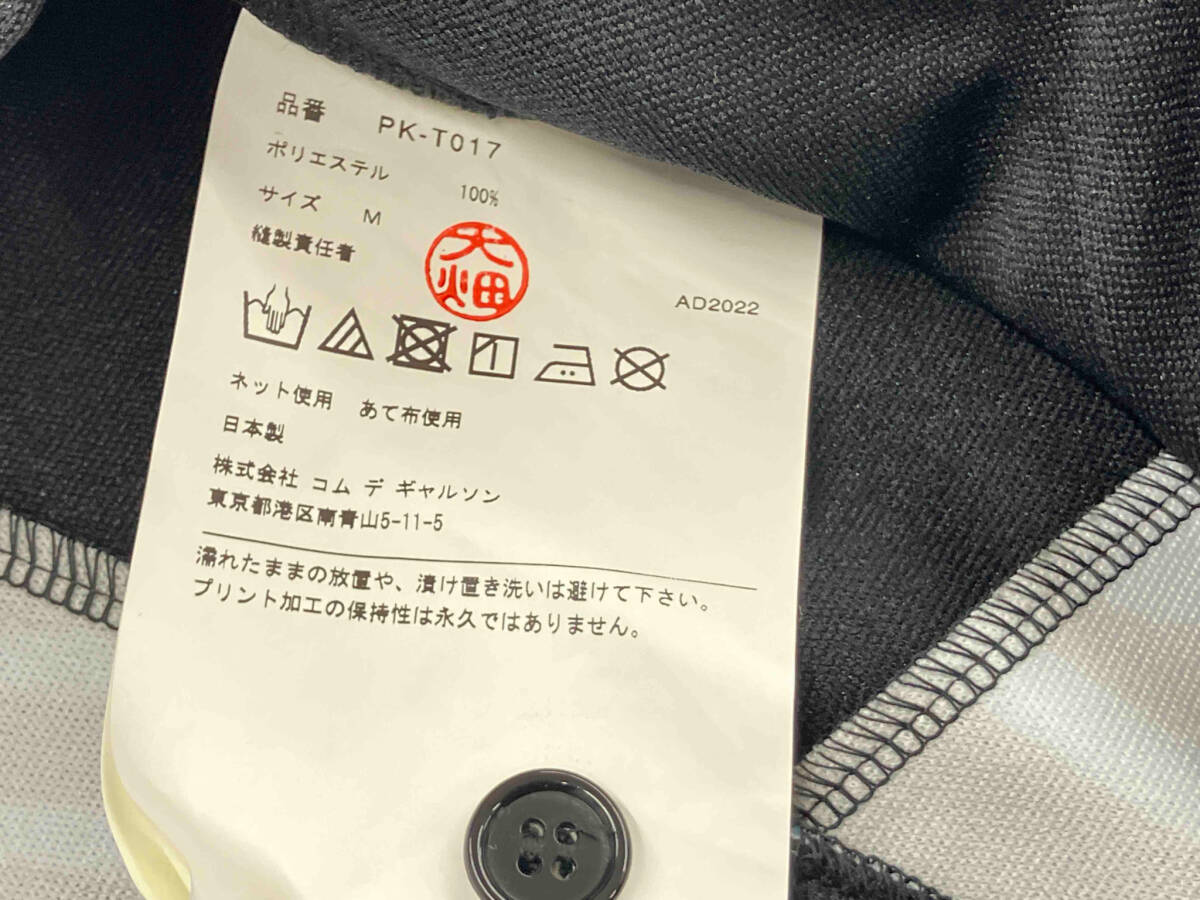 品番 PK-T017
ポリエステル 100%
サイズ M
縫製責任者 大畑
AD2022
ネット使用 あて布使用
日本製
株式会社 コム デ ギャルソン
東京都港区南青山5-11-5
濡れたままの放置や、漬け置き洗いは避けて下さい。
プリント加工の保持性は永久ではありません。